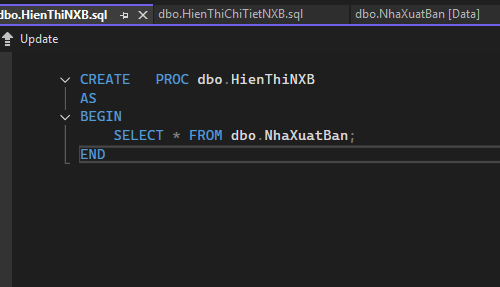 dbo.HienThiNXB.sql dbo.HienThiChiTietNXB.sql dbo.NhaXuatBan [Data]
Update
CREATE   PROC dbo.HienThiNXB
AS
BEGIN
    SELECT * FROM dbo.NhaXuatBan;
END